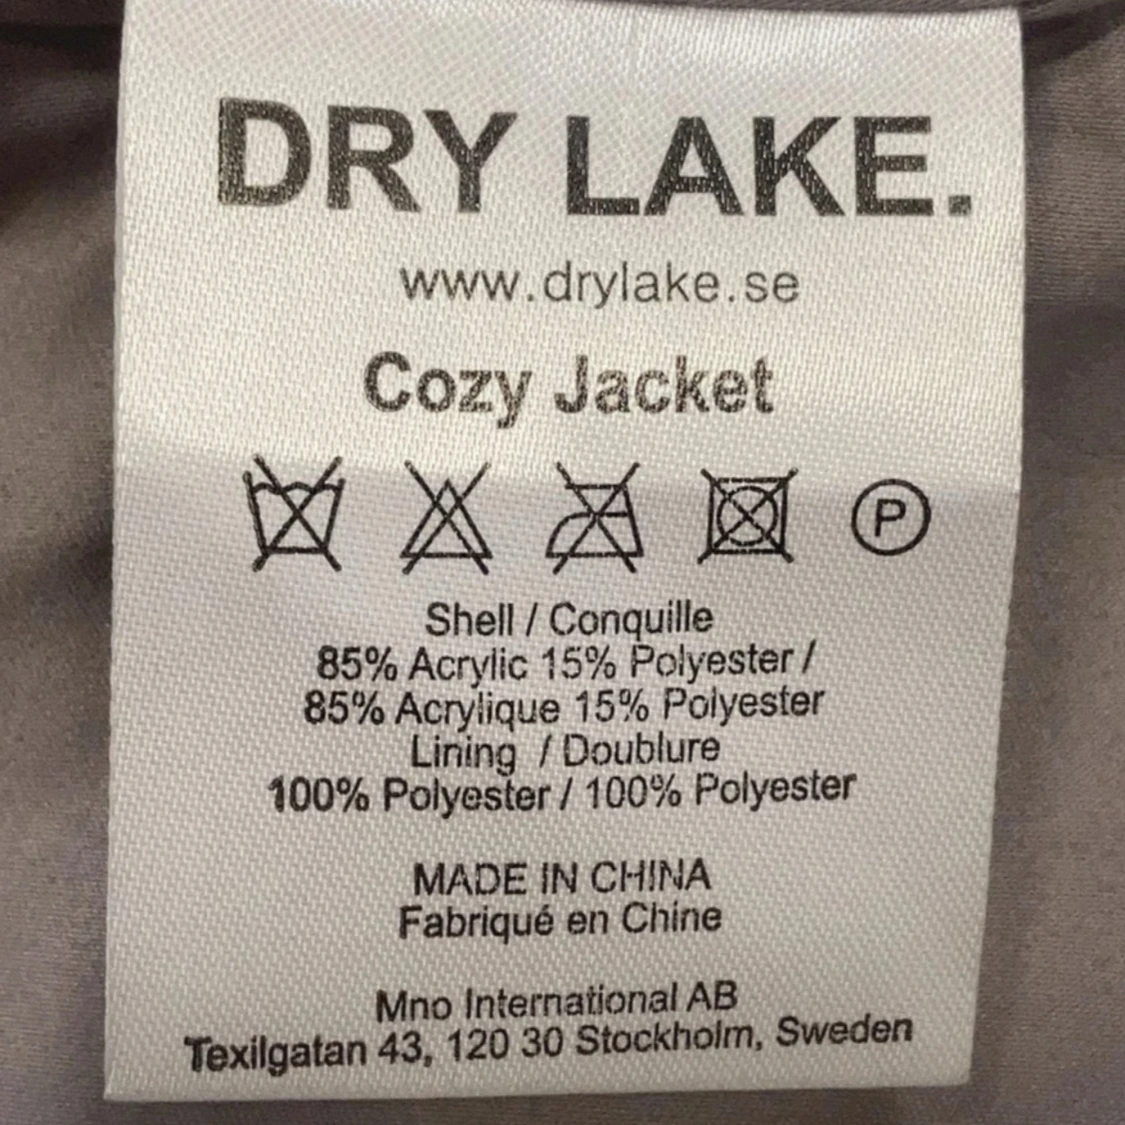 DRY LAKE.
www.drylake.se
Cozy Jacket
P
Shell / Conquille
85% Acrylic 15% Polyester /
85% Acrylique 15% Polyester
Lining / Doublure
100% Polyester / 100% Polyester
MADE IN CHINA
Fabriqué en Chine
Mno International AB
Texilgatan 43, 120 30 Stockholm, Sweden